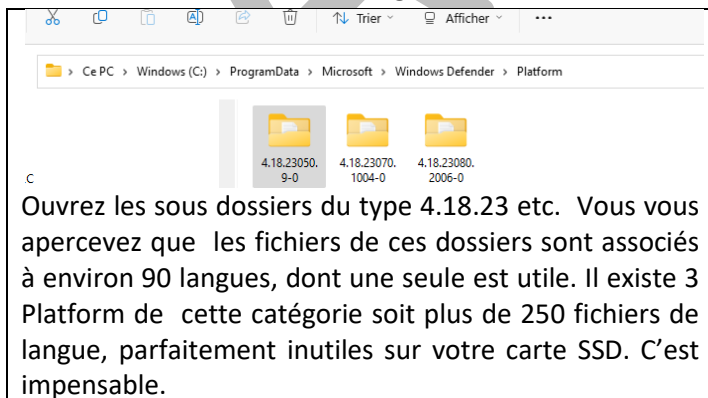 Trier Afficher ...
> Ce PC > Windows (C:) > ProgramData > Microsoft > Windows Defender > Platform
4.18.23050. 4.18.23070. 4.18.23080.
9-0 1004-0 2006-0
C
Ouvrez les sous dossiers du type 4.18.23 etc. Vous vous
apercevez que les fichiers de ces dossiers sont associés
à environ 90 langues, dont une seule est utile. Il existe 3
Platform de cette catégorie soit plus de 250 fichiers de
langue, parfaitement inutiles sur votre carte SSD. C'est
impensable.